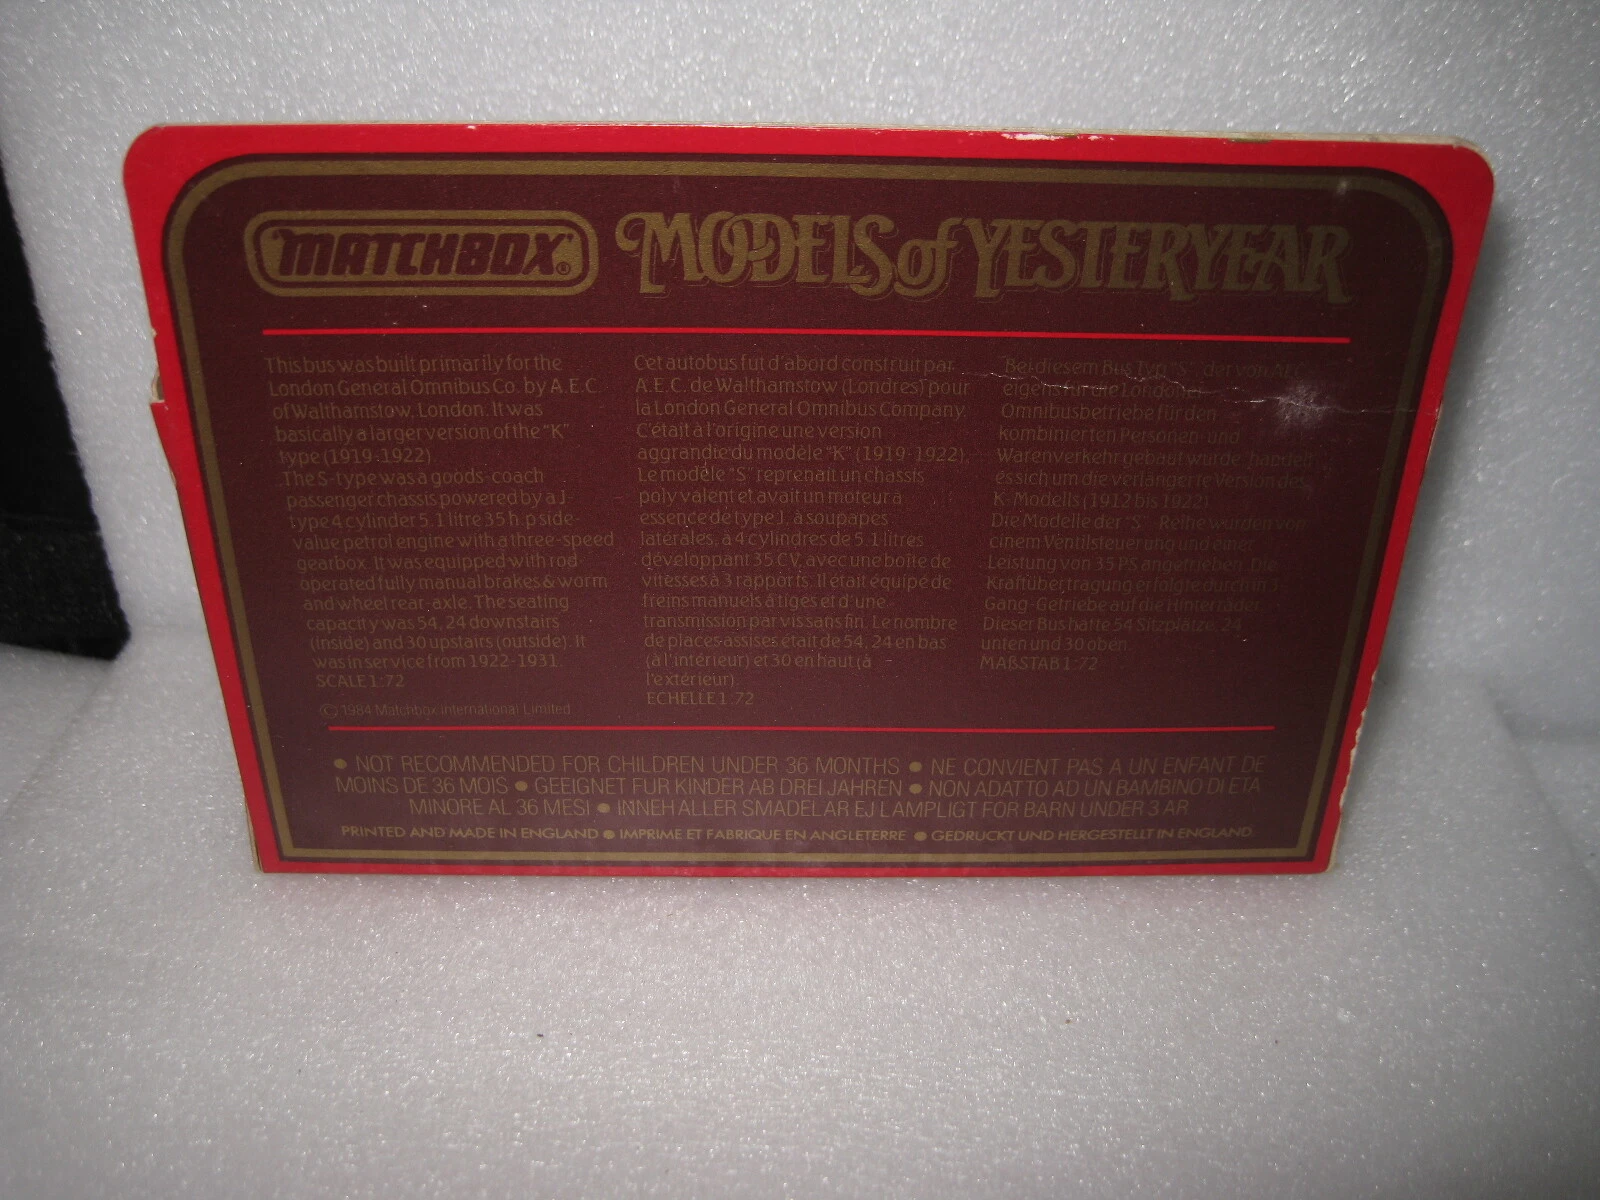 MATCHBOX ®
MODELS of YESTERYEAR
This bus was built primarily for the
London General Omnibus Co. by A.E.C.
of Walthamstow, London. It was
basically a larger version of the "K"
type (1919-1922)
The S-type was a goods-coach
passenger chassis powered by a J-
type 4 cylinder 5.1 litre 35 h.p side-
value petrol engine with a three-speed
gearbox. It was equipped with rod
operated fully manual brakes & worm
and wheel rear axle. The seating
capacity was 54, 24 downstairs
(inside) and 30 upstairs (outside). It
was in service from 1922-1931.
SCALE 1:72
© 1984 Matchbox International Limited
Cet autobus fut d'abord construit par
A.E.C. de Walthamstow (Londres) pour
la London General Omnibus Company.
C'était à l'origine une version
aggrandie du modèle "K" (1919-1922).
Le modèle "S" reprenait un chassis
polyvalent et avait un moteur à
essence de type J, à soupapes
latérales, à 4 cylindres de 5.1 litres
développant 35 CV, avec une boîte de
vitesses à 3 rapports. Il était équipé de
freins manuels à tiges et d'une
transmission par vis sans fin. Le nombre
de places-assises était de 54, 24 en bas
(à l'intérieur) et 30 en haut (à
l'extérieur).
ECHELLE 1:72
Bei diesem Bus Typ "S", der von AEC
eigens für die Londoner
Omnibusbetriebe für den
kombinierten Personen- und
Warenverkehr gebaut wurde, handelt
es sich um die verlängerte Version des
K-Modells (1912 bis 1922)
Die Modelle der "S"-Reihe wurden von
einem Ventilsteuerung und einer
Leistung von 35 PS angetrieben. Die
Kraftübertragung erfolgte durch in 3-
Gang-Getriebe auf die Hinterräder.
Dieser Bus hatte 54 Sitzplätze, 24
unten und 30 oben.
MAßSTAB 1:72
● NOT RECOMMENDED FOR CHILDREN UNDER 36 MONTHS ● NE CONVIENT PAS A UN ENFANT DE
MOINS DE 36 MOIS ● GEEIGNET FUR KINDER AB DREI JAHREN ● NON ADATTO AD UN BAMBINO DI ETA
MINORE AL 36 MESI ● INNEHALLER SMADELAR EJ LAMPLIGT FOR BARN UNDER 3 AR
PRINTED AND MADE IN ENGLAND ● IMPRIME ET FABRIQUE EN ANGLETERRE ● GEDRUCKT UND HERGESTELLT IN ENGLAND.